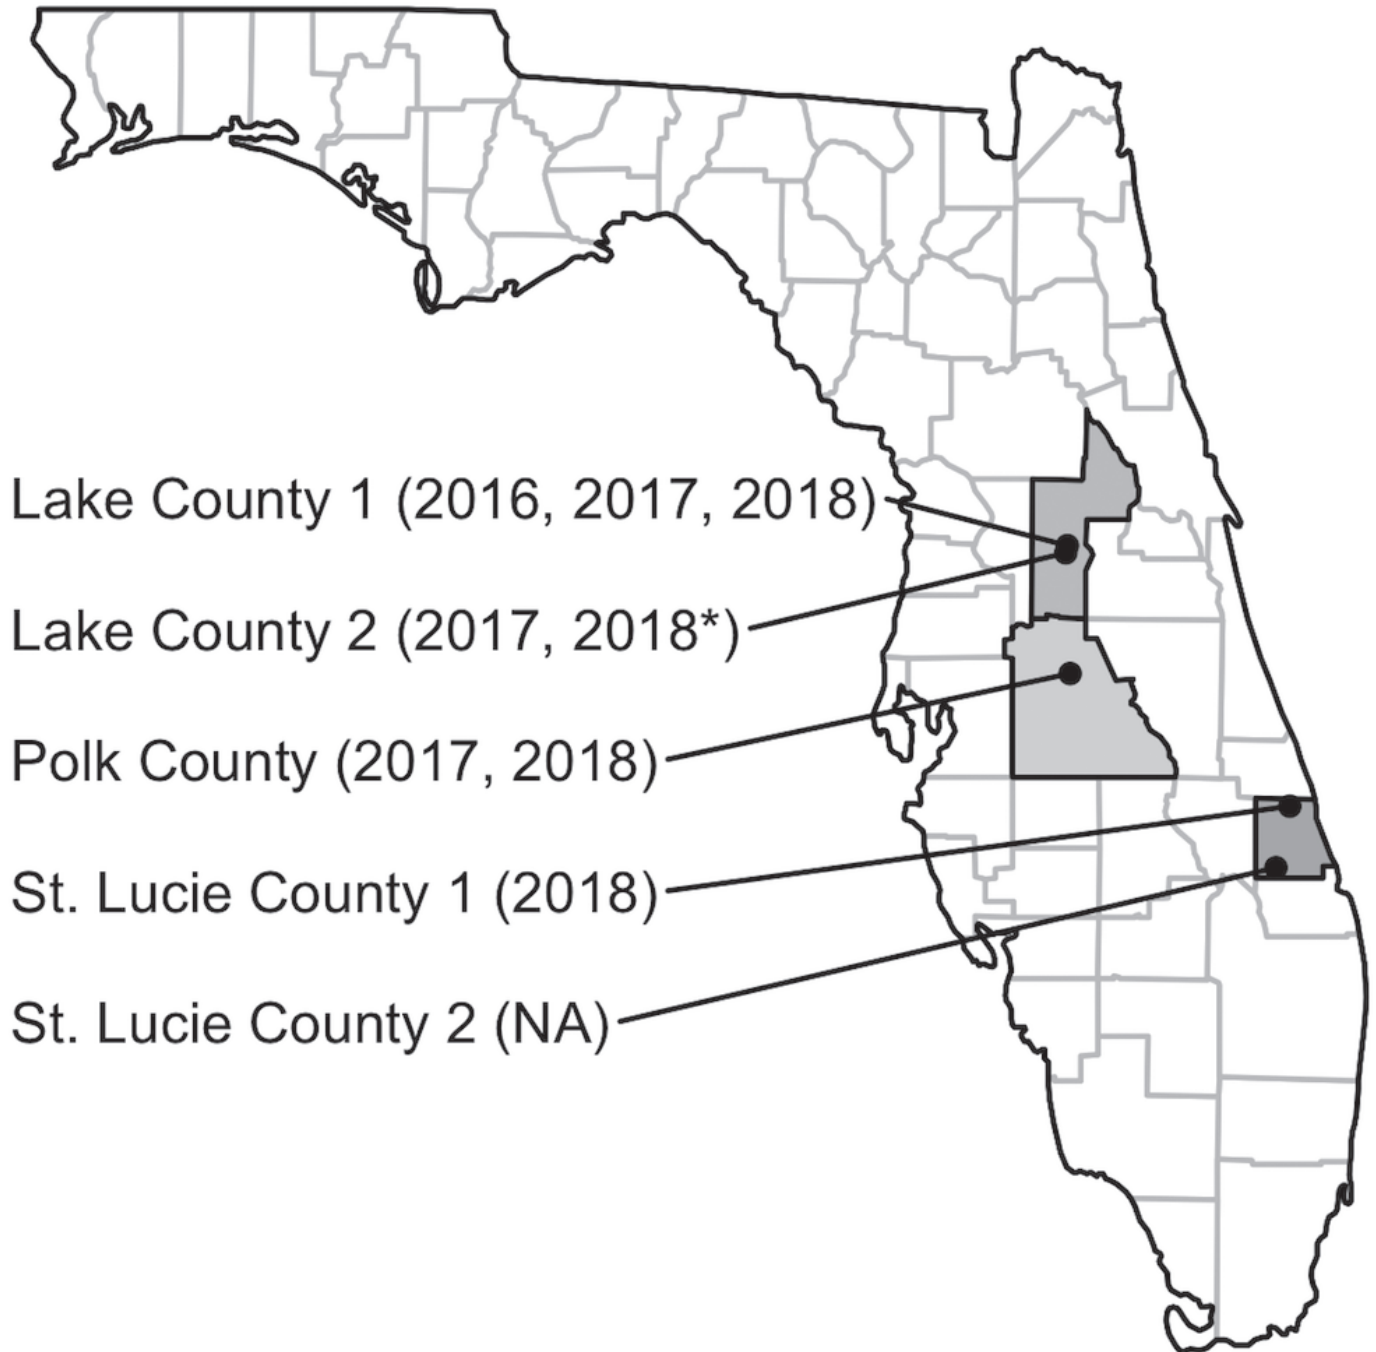 Lake County 1 (2016, 2017, 2018)
Lake County 2 (2017, 2018*)
Polk County (2017, 2018)
St. Lucie County 1 (2018)
St. Lucie County 2 (NA)